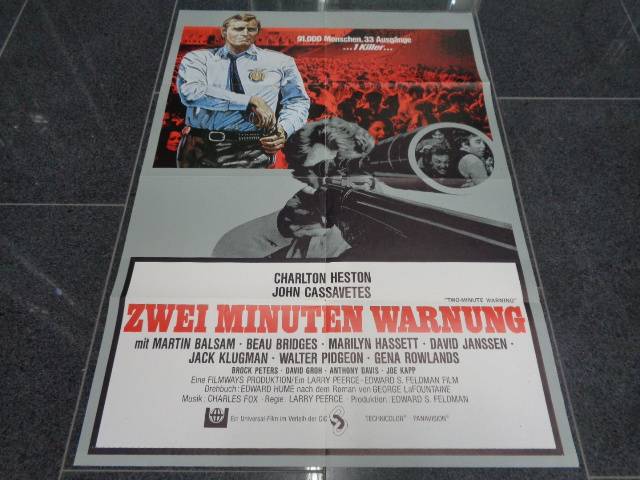 91.000 Menschen. 33 Ausgänge
...1 Killer...
CHARLTON HESTON
JOHN CASSAVETES
"TWO-MINUTE WARNING"
ZWEI MINUTEN WARNUNG
mit MARTIN BALSAM · BEAU BRIDGES · MARILYN HASSETT · DAVID JANSSEN ·
JACK KLUGMAN · WALTER PIDGEON · GENA ROWLANDS
BROCK PETERS · DAVID GROH · ANTHONY DAVIS · JOE KAPP
Eine FILMWAYS PRODUKTION/Ein LARRY PEERCE-EDWARD S. FELDMAN FILM
Drehbuch: EDWARD HUME nach dem Roman von GEORGE LaFOUNTAINE
Musik: CHARLES FOX · Regie: LARRY PEERCE · Produktion: EDWARD S. FELDMAN
Ein Universal-Film im Verleih der CIC
TECHNICOLOR® PANAVISION®